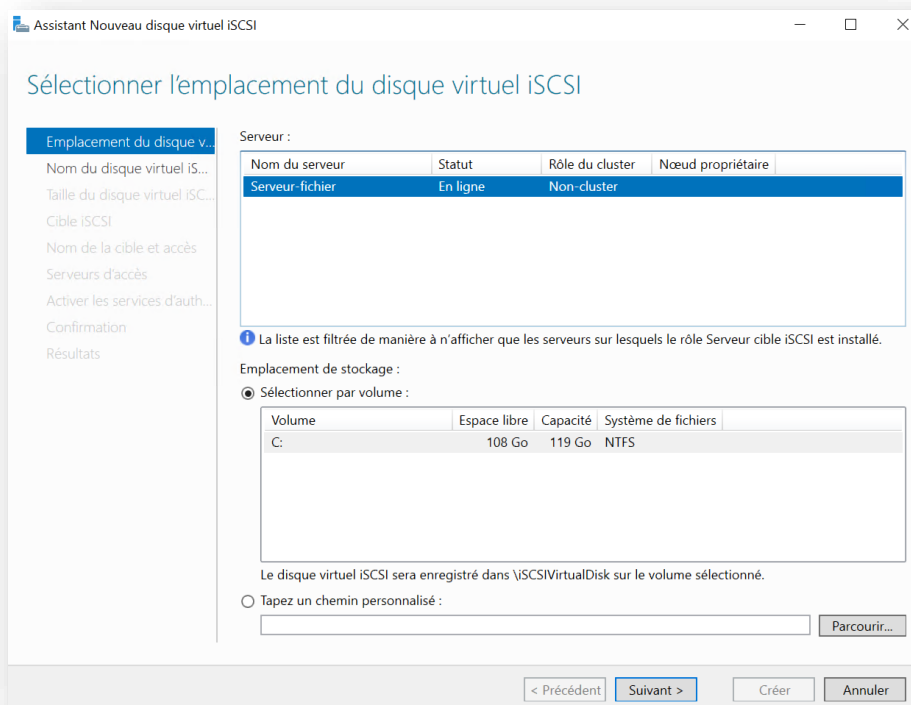 Assistant Nouveau disque virtuel iSCSI
Sélectionner l'emplacement du disque virtuel iSCSI
Emplacement du disque v...
Nom du disque virtuel iS...
Taille du disque virtuel iSC...
Cible iSCSI
Nom de la cible et accès
Serveurs d'accès
Activer les services d'auth...
Confirmation
Résultats
Serveur :
Nom du serveur Statut Rôle du cluster Nœud propriétaire
Serveur-fichier En ligne Non-cluster
La liste est filtrée de manière à n'afficher que les serveurs sur lesquels le rôle Serveur cible iSCSI est installé.
Emplacement de stockage :
Sélectionner par volume :
Volume Espace libre Capacité Système de fichiers
C: 108 Go 119 Go NTFS
Le disque virtuel iSCSI sera enregistré dans \iSCSIVirtualDisk sur le volume sélectionné.
Tapez un chemin personnalisé :
Parcourir...
< Précédent Suivant > Créer Annuler